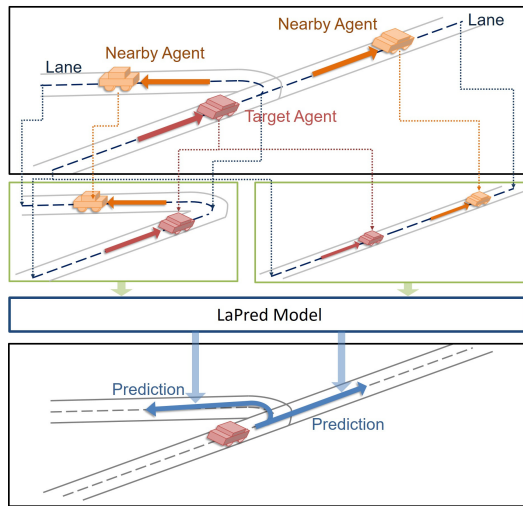 Nearby Agent
Lane
Nearby Agent
Lane
Target Agent
LaPred Model
Prediction
Prediction